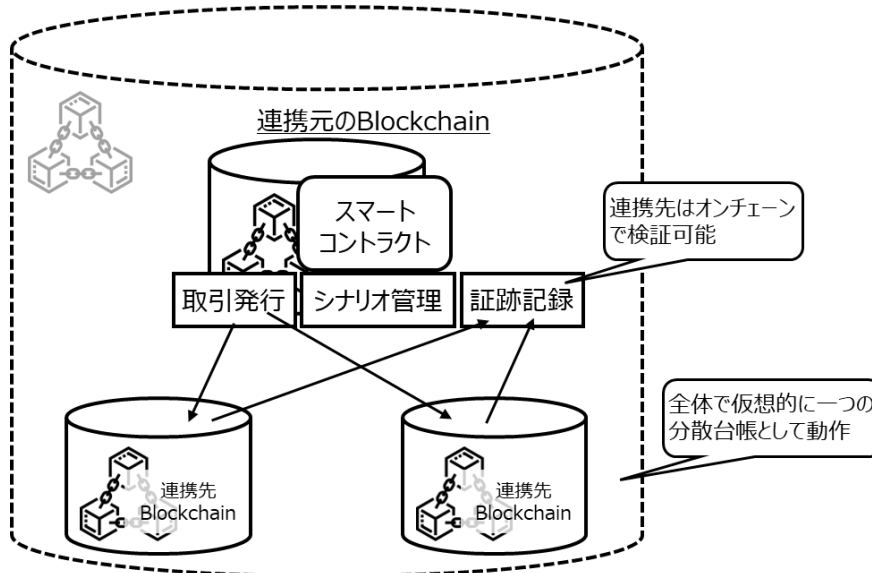 連携元のBlockchain
スマート
コントラクト
連携先はオンチェーン
で検証可能
取引発行
シナリオ管理
証跡記録
全体で仮想的に一つの
分散台帳として動作
連携先
Blockchain
連携先
Blockchain